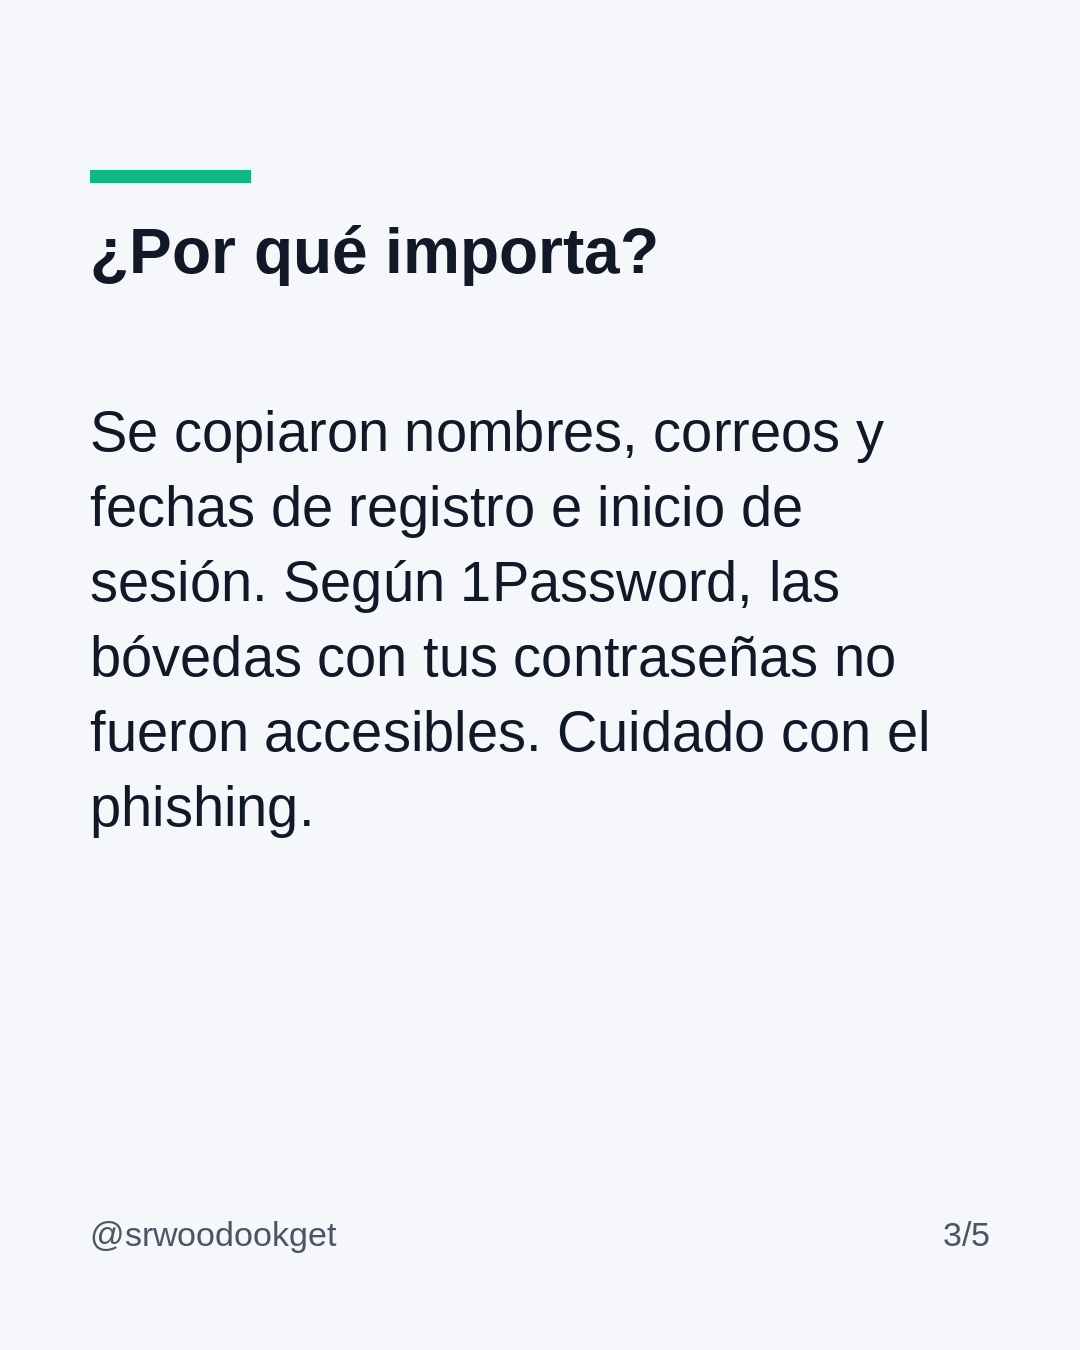 ¿Por qué importa?
Se copiaron nombres, correos y
fechas de registro e inicio de
sesión. Según 1Password, las
bóvedas con tus contraseñas no
fueron accesibles. Cuidado con el
phishing.
@srwoodookget
3/5